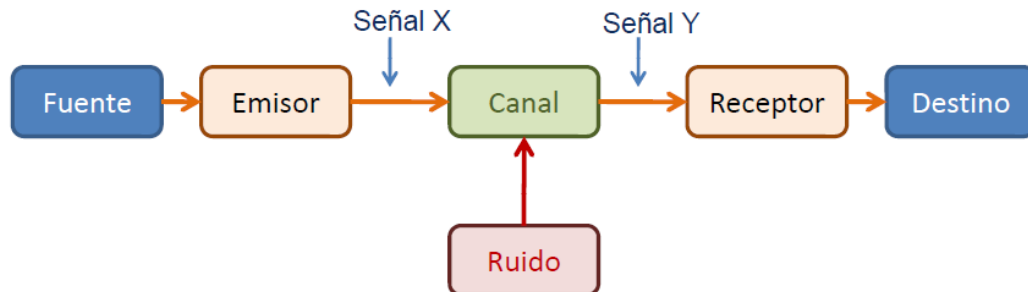 Señal X
Señal Y
Fuente
Emisor
Canal
Receptor
Destino
Ruido